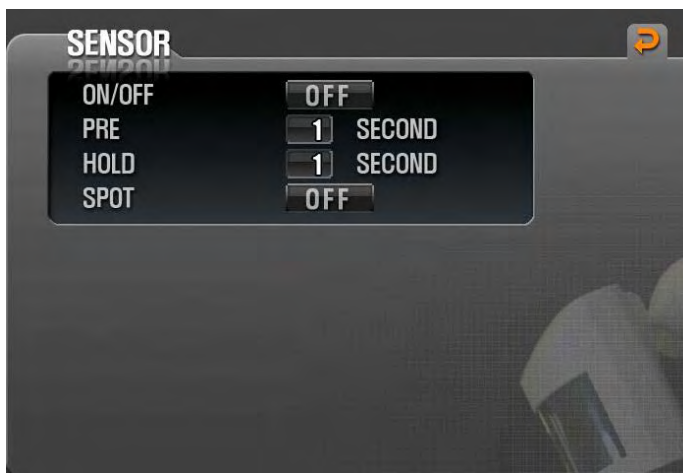 SENSOR
ON/OFF OFF
PRE 1 SECOND
HOLD 1 SECOND
SPOT OFF